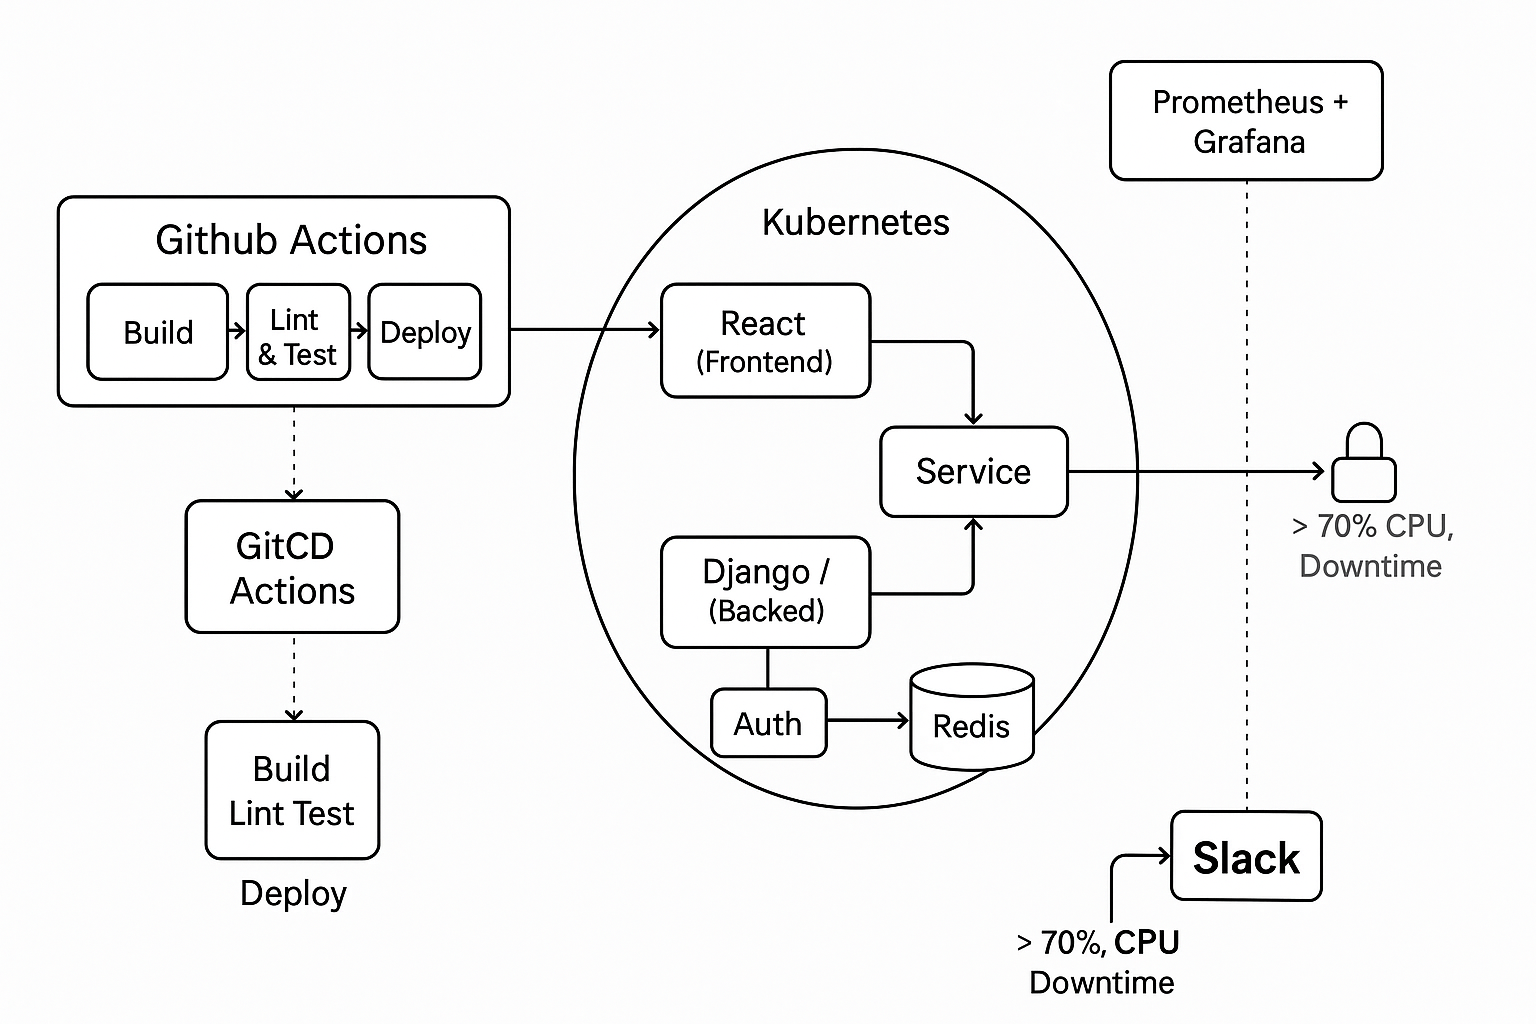 Prometheus +
Grafana
Github Actions
Build
Lint
& Test
Deploy
GitCD
Actions
Build
Lint Test
Deploy
Kubernetes
React
(Frontend)
Service
Django /
(Backed)
Auth
Redis
> 70% CPU,
Downtime
Slack
> 70%, CPU
Downtime